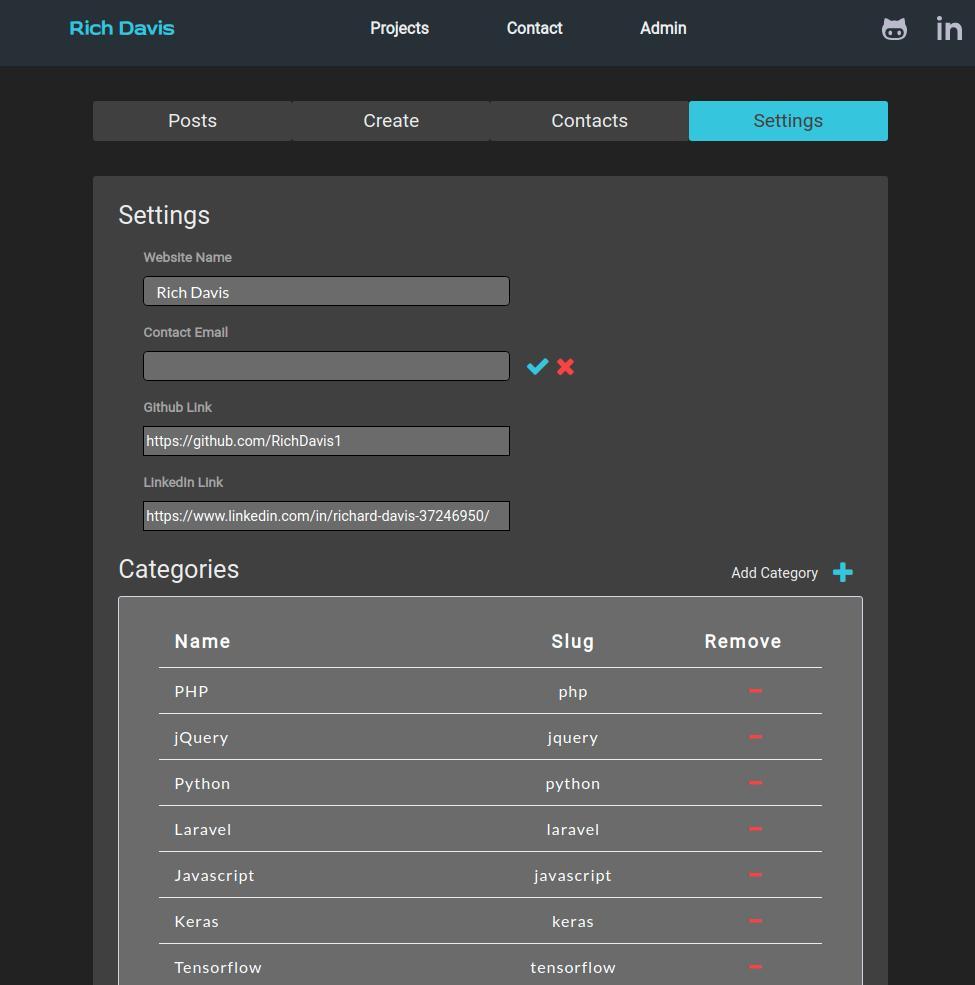 Rich Davis Projects Contact Admin in
Posts Create Contacts Settings
Settings
Website Name
Rich Davis
Contact Email
Github Link
https://github.com/RichDavis1
LinkedIn Link
https://www.linkedin.com/in/richard-davis-37246950/
Categories Add Category
Name Slug Remove
PHP php
jQuery jquery
Python python
Laravel laravel
Javascript javascript
Keras keras
Tensorflow tensorflow